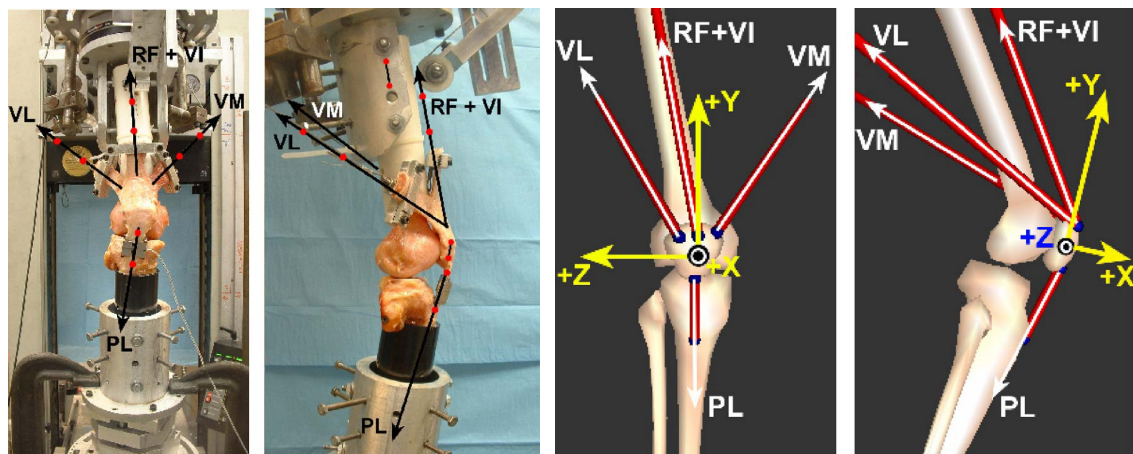 RF + VI
VL
VM
PL
VM
VL
RF + VI
PL
VL
RF+VI
VM
+Y
+Z
+X
PL
VL
RF+VI
VM
+Y
+Z
+X
PL